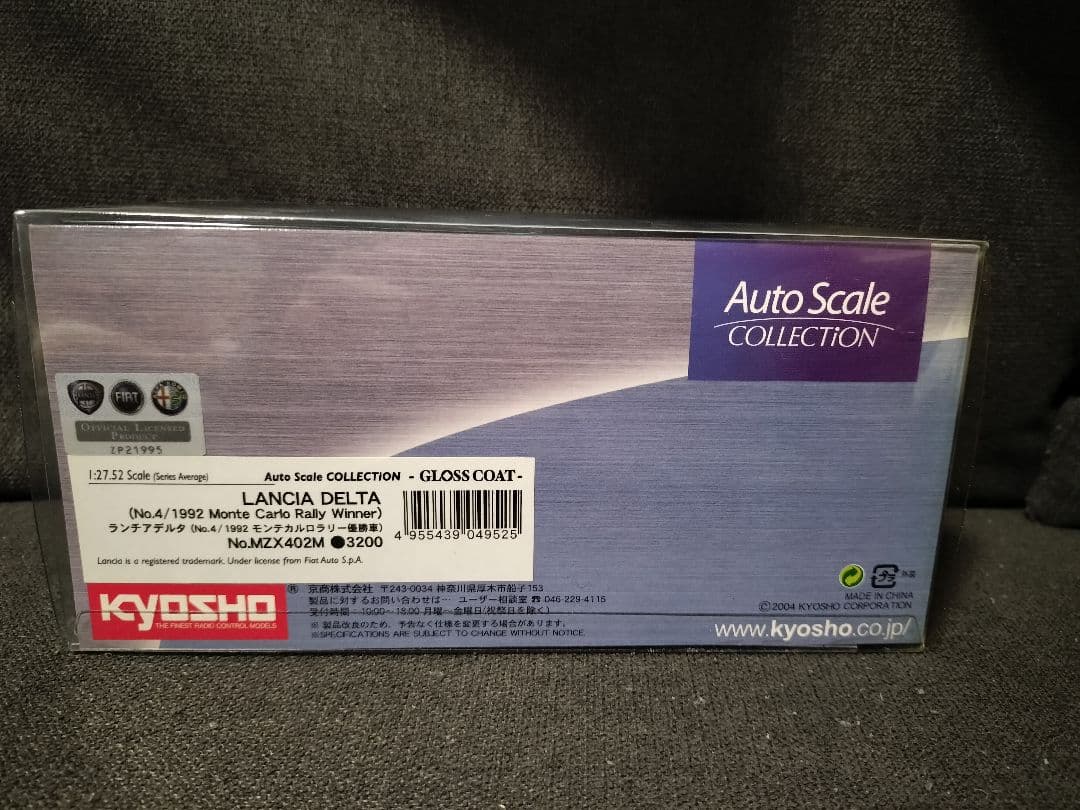 Auto Scale
COLLECTiON
FIAT
OFFICIAL LICENSED
PRODUCT
ZP21995
1:27.52 Scale (Series Average)
Auto Scale COLLECTiON - GLOSS COAT -
LANCIA DELTA
(No.4/1992 Monte Carlo Rally Winner)
ランチアデルタ (No.4/1992 モンテカルロラリー優勝車)
No.MZX402M ●3200
4 955439 049525
Lancia is a registered trademark. Under license from Fiat Auto S.p.A.
KYOSHO
THE FINEST RADIO CONTROL MODELS
® 京商株式会社 〒243-0034 神奈川県厚木市船子153
製品に対するお問い合わせは… ユーザー相談室 ☎ 046-229-4115
受付時間:10:00~18:00 月曜~金曜日(祝祭日を除く)
※ 製品改良のため、予告なく仕様を変更する場合があります。
※SPECIFICATIONS ARE SUBJECT TO CHANGE WITHOUT NOTICE.
プラ 外装
MADE IN CHINA
©2004 KYOSHO CORPORATION
www.kyosho.co.jp/